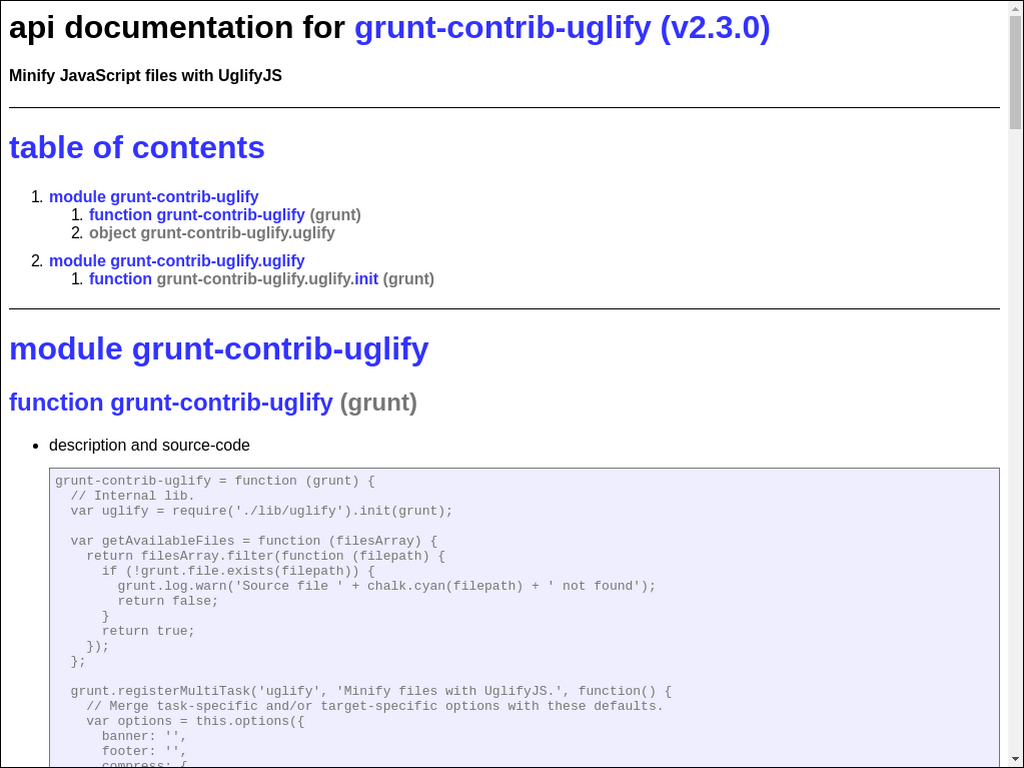 api documentation for grunt-contrib-uglify (v2.3.0)
Minify JavaScript files with UglifyJS
table of contents
1. module grunt-contrib-uglify
1. function grunt-contrib-uglify (grunt)
2. object grunt-contrib-uglify.uglify
2. module grunt-contrib-uglify.uglify
1. function grunt-contrib-uglify.uglify.init (grunt)
module grunt-contrib-uglify
function grunt-contrib-uglify (grunt)
• description and source-code
grunt-contrib-uglify = function (grunt) {
  // Internal lib.
  var uglify = require('./lib/uglify').init(grunt);

  var getAvailableFiles = function (filesArray) {
    return filesArray.filter(function (filepath) {
      if (!grunt.file.exists(filepath)) {
        grunt.log.warn('Source file ' + chalk.cyan(filepath) + ' not found');
        return false;
      }
      return true;
    });
  };

  grunt.registerMultiTask('uglify', 'Minify files with UglifyJS.', function() {
    // Merge task-specific and/or target-specific options with these defaults.
    var options = this.options({
      banner: '',
      footer: '',
      compress: {